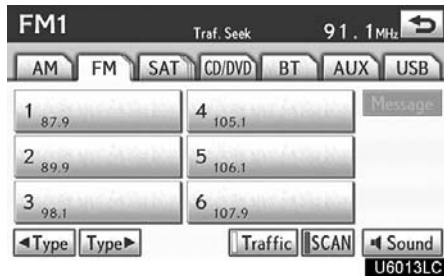 FM1 Traf. Seek 91.1MHz
AM FM SAT CD/DVD BT AUX USB
1 87.9 4 105.1 Message
2 89.9 5 106.1
3 98.1 6 107.9
◄Type Type► Traffic SCAN Sound
U6013LC